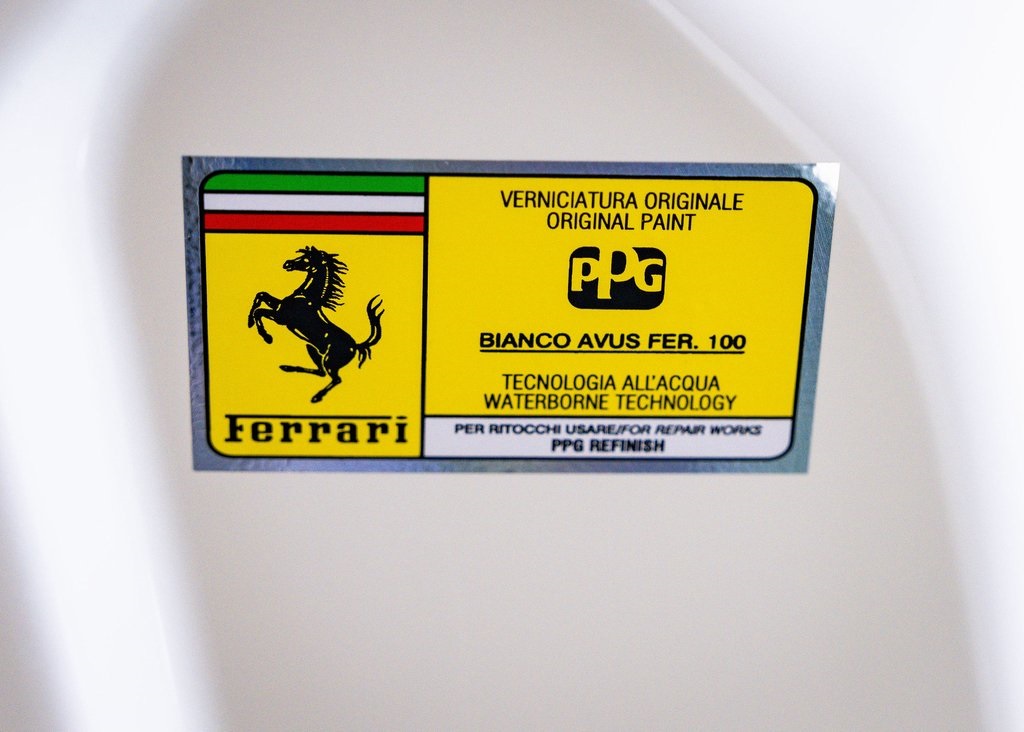 Ferrari
VERNICIATURA ORIGINALE
ORIGINAL PAINT
PPG
BIANCO AVUS FER. 100
TECNOLOGIA ALL'ACQUA
WATERBORNE TECHNOLOGY
PER RITOCCHI USARE/FOR REPAIR WORKS
PPG REFINISH